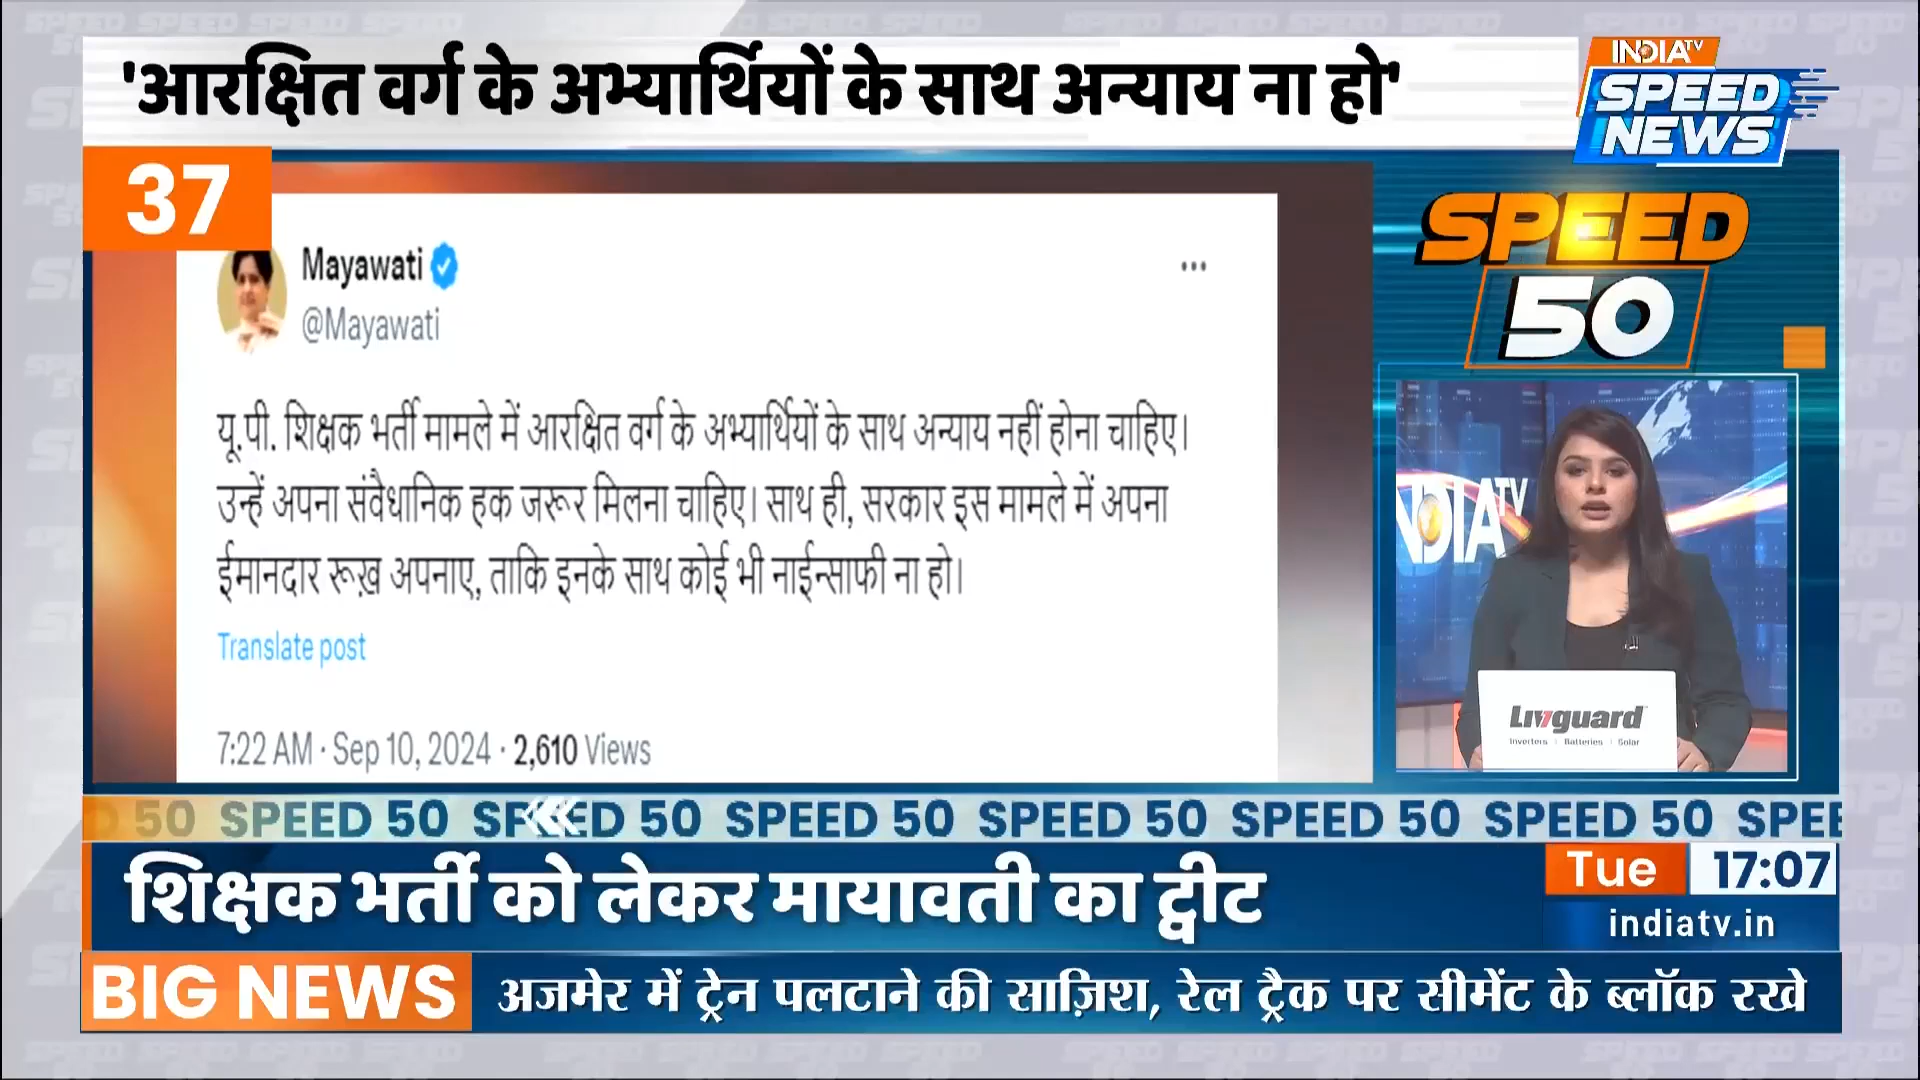 'आरक्षित वर्ग के अभ्यार्थियों के साथ अन्याय ना हो'
INDIA TV
SPEED
NEWS
37
SPEED
50
Mayawati
@Mayawati
यू.पी. शिक्षक भर्ती मामले में आरक्षित वर्ग के अभ्यार्थियों के साथ अन्याय नहीं होना चाहिए।
उन्हें अपना संवैधानिक हक जरूर मिलना चाहिए। साथ ही, सरकार इस मामले में अपना
ईमानदार रूख़ अपनाए, ताकि इनके साथ कोई भी नाईन्साफी ना हो।
Translate post
7:22 AM · Sep 10, 2024 · 2,610 Views
NDIA TV
Livguard
Inverters | Batteries | Solar
D 50 SPEED 50 SPEED 50 SPEED 50 SPEED 50 SPEED 50 SPEED 50 SPEE
शिक्षक भर्ती को लेकर मायावती का ट्वीट
Tue 17:07
indiatv.in
BIG NEWS
अजमेर में ट्रेन पलटाने की साज़िश, रेल ट्रैक पर सीमेंट के ब्लॉक रखे